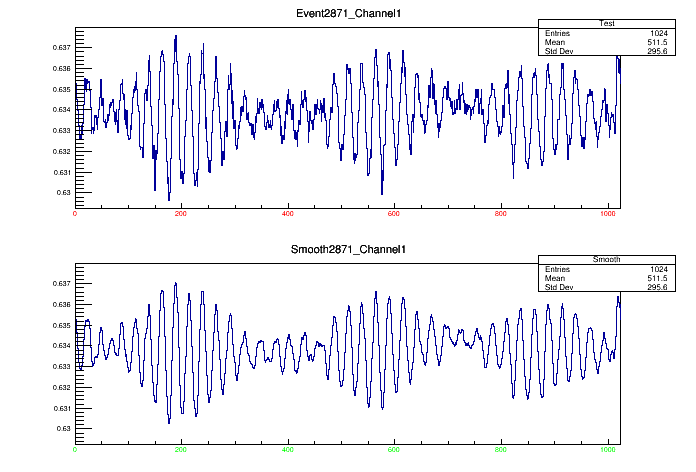 Event2871_Channel1
Test
Entries 1024
Mean 511.5
Std Dev 295.6
0.637
0.636
0.635
0.634
0.633
0.632
0.631
0.63
0 200 400 600 800 1000
Smooth2871_Channel1
Smooth
Entries 1024
Mean 511.5
Std Dev 295.6
0.637
0.636
0.635
0.634
0.633
0.632
0.631
0.63
0 200 400 600 800 1000